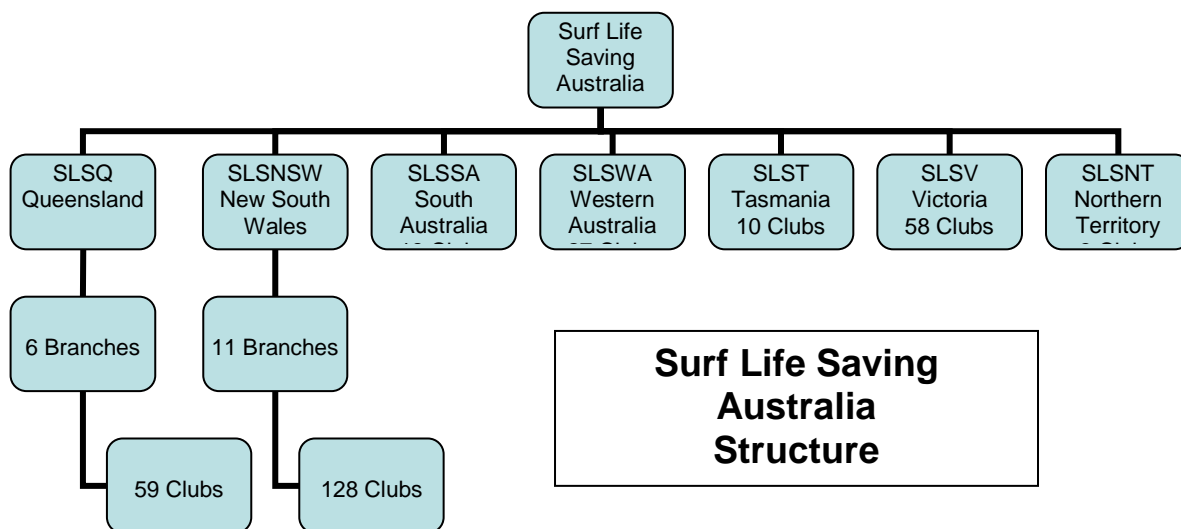 Surf Life
Saving
Australia
SLSQ
Queensland
SLSNSW
New South
Wales
SLSSA
South
Australia
SLSWA
Western
Australia
SLST
Tasmania
10 Clubs
SLSV
Victoria
58 Clubs
SLSNT
Northern
Territory
6 Branches
11 Branches
59 Clubs
128 Clubs
Surf Life Saving
Australia
Structure